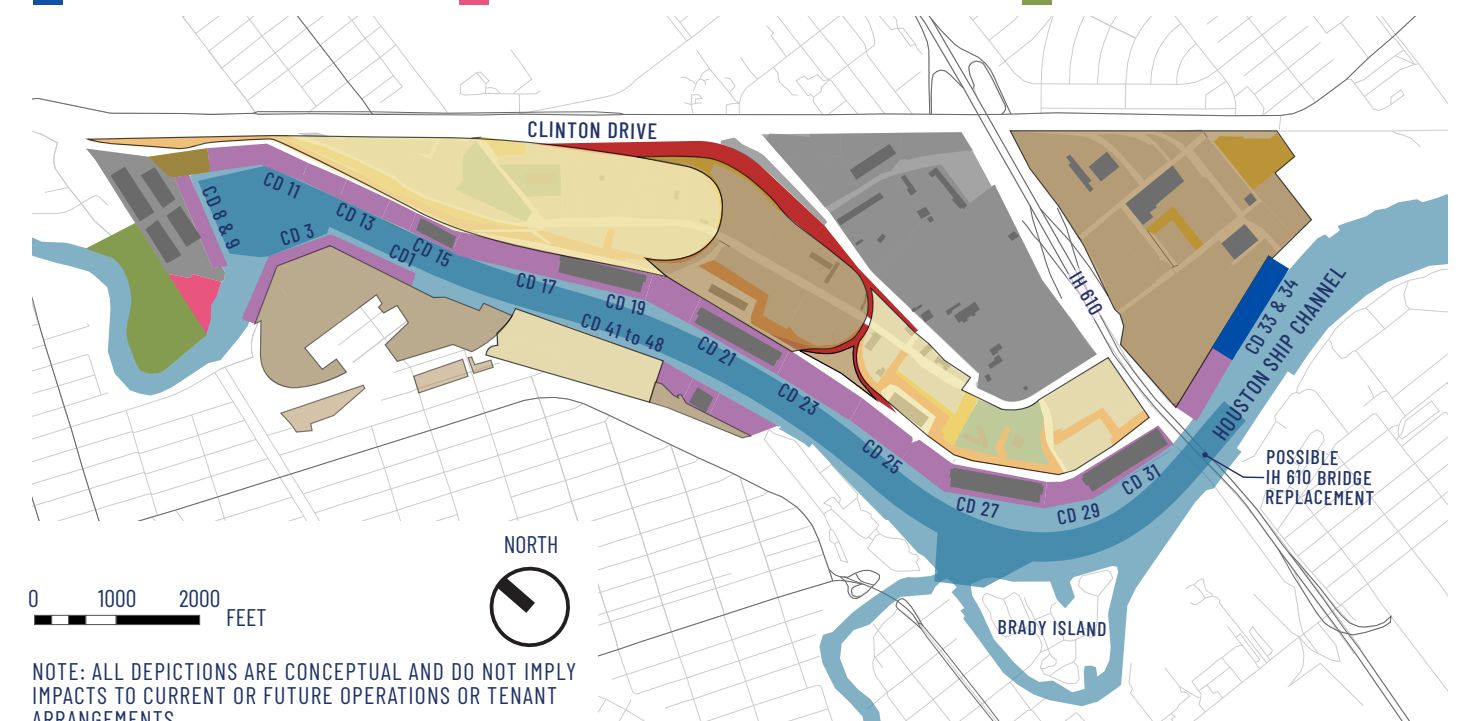 CLINTON DRIVE
CD 11
CD 8 & 9
CD 13
CD 3
CD 15
CD1
CD 17
CD 19
CD 41 to 48
CD 21
CD 23
CD 25
CD 27
CD 29
CD 31
IH 610
CD 33 & 34
HOUSTON SHIP CHANNEL
POSSIBLE
IH 610 BRIDGE
REPLACEMENT
BRADY ISLAND
NORTH
0 1000 2000
FEET
NOTE: ALL DEPICTIONS ARE CONCEPTUAL AND DO NOT IMPLY
IMPACTS TO CURRENT OR FUTURE OPERATIONS OR TENANT
ARRANGEMENTS